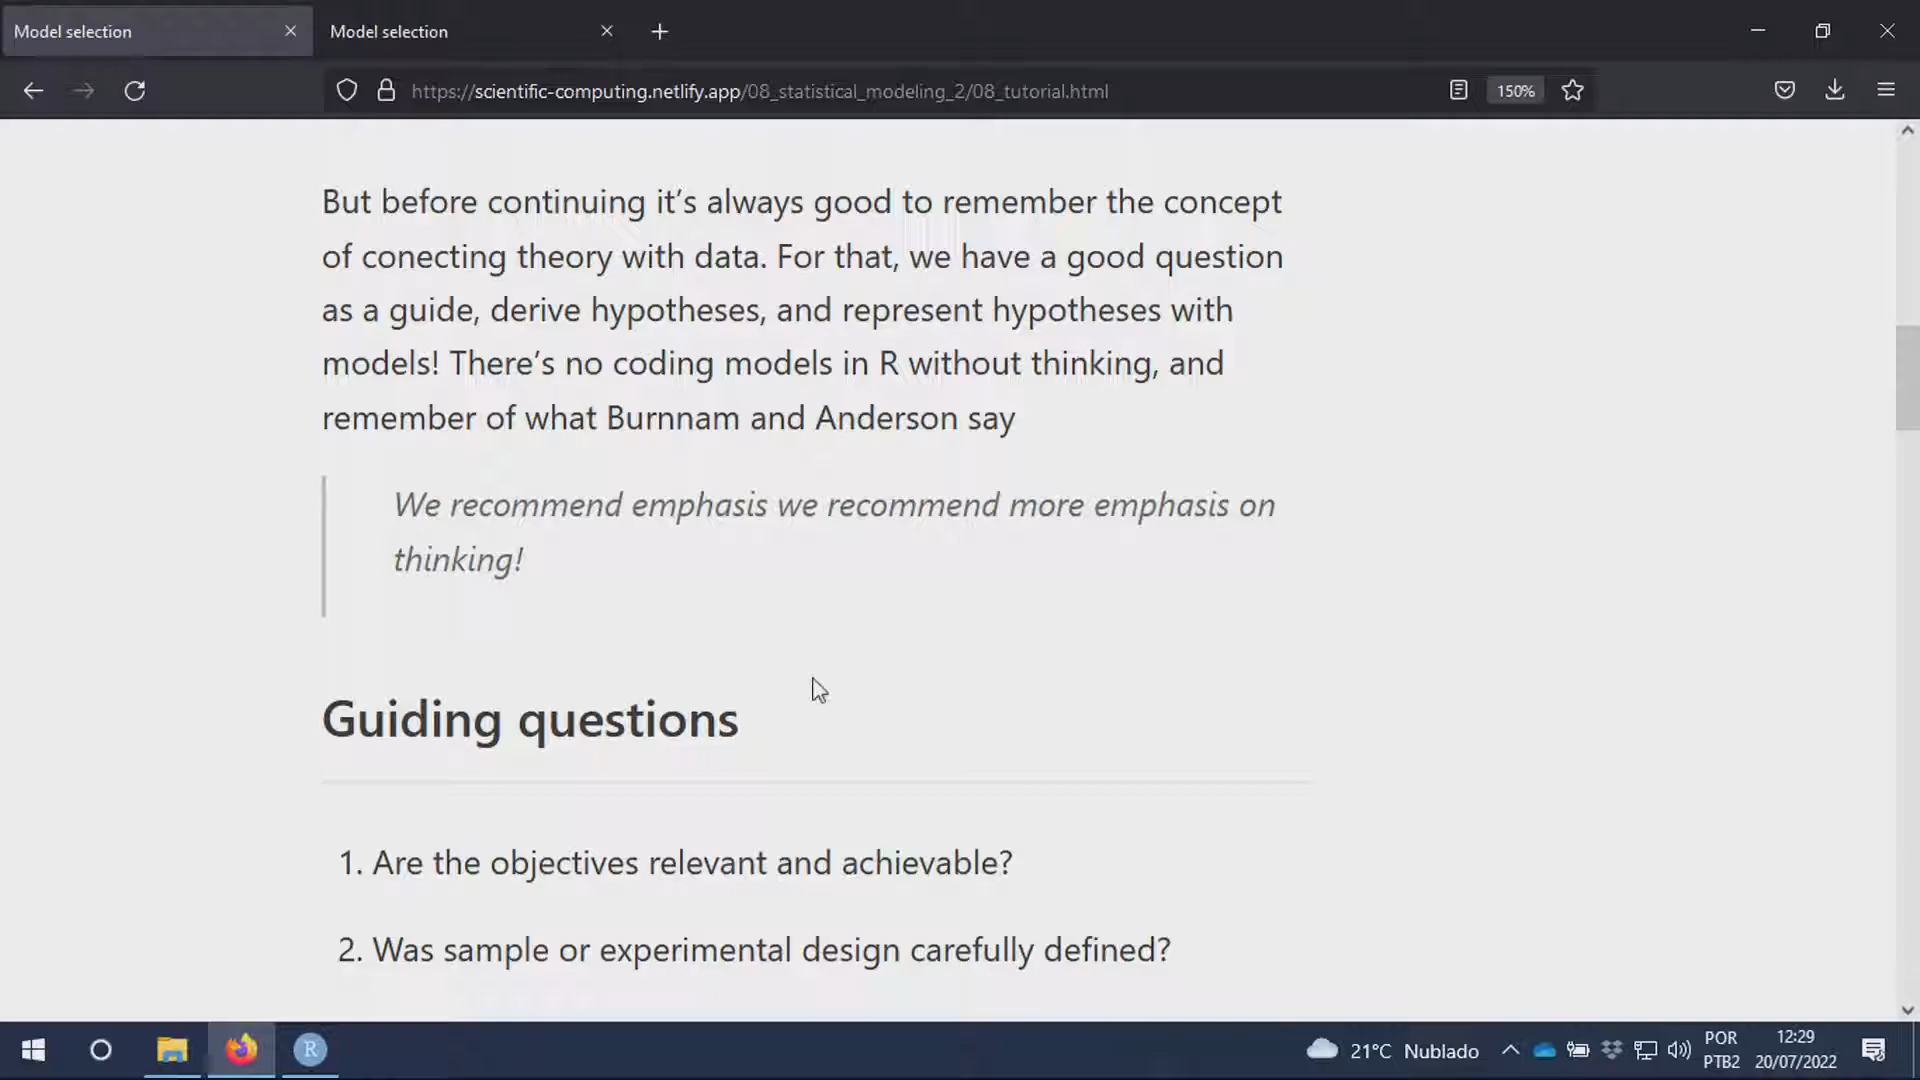 Model selection
Model selection
https://scientific-computing.netlify.app/08_statistical_modeling_2/08_tutorial.html
150%
But before continuing it’s always good to remember the concept
of conecting theory with data. For that, we have a good question
as a guide, derive hypotheses, and represent hypotheses with
models! There’s no coding models in R without thinking, and
remember of what Burnnam and Anderson say
We recommend emphasis we recommend more emphasis on
thinking!
Guiding questions
1. Are the objectives relevant and achievable?
2. Was sample or experimental design carefully defined?
R
21°C Nublado
POR
PTB2
12:29
20/07/2022